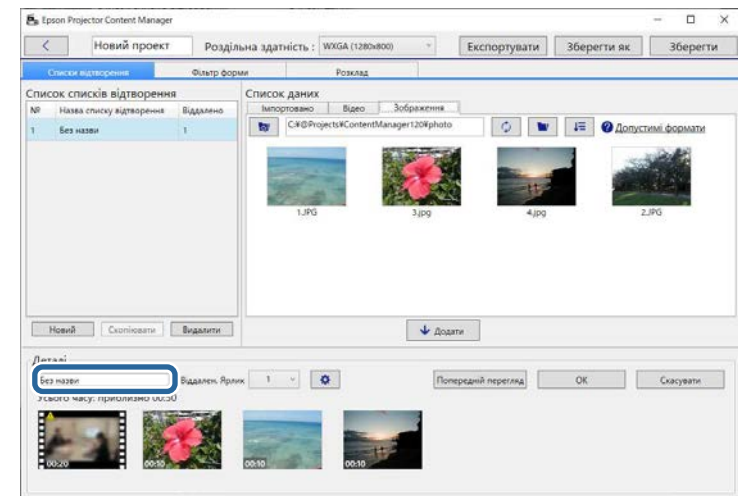 Epson Projector Content Manager
Новий проект Роздільна здатність : WXGA (1280x800) Експортувати Зберегти як Зберегти
Списки відтворення Фільтр форми Розклад
Список списків відтворення Список даних
№ Назва списку відтворення Віддалено Імпортовано Відео Зображення
1 Без назви 1 C:¥@Projects¥ContentManager120¥photo Допустимі формати
1.JPG 3.jpg 4.jpg 2.JPG
Новий Скопіювати Видалити Додати
Деталі
Без назви Віддален. Ярлик 1 Попередній перегляд OK Скасувати
Усього часу: приблизно 00:50
00:20 00:10 00:10 00:10